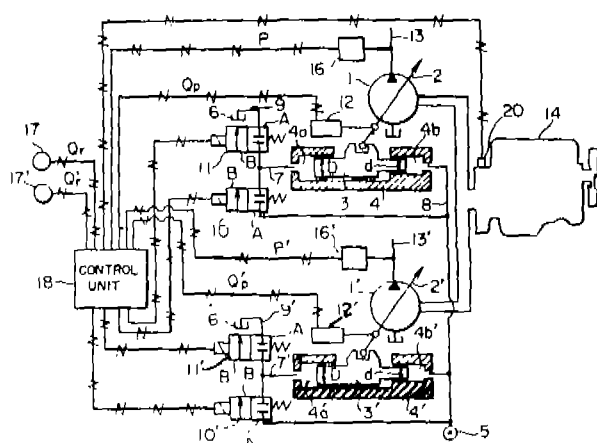 P
13
16
1
2
Qp
9
6
A
12
4a
4b
20
14
17
Qr
11
B
D
d
7
8
17'
Q'r
B
3
4
10
A
P'
16'
13'
18
CONTROL UNIT
Q'p
1'
2'
9'
6
A
12'
11'
B
7'
D
d
4b'
B
4a'
3'
4'
10'
A
5